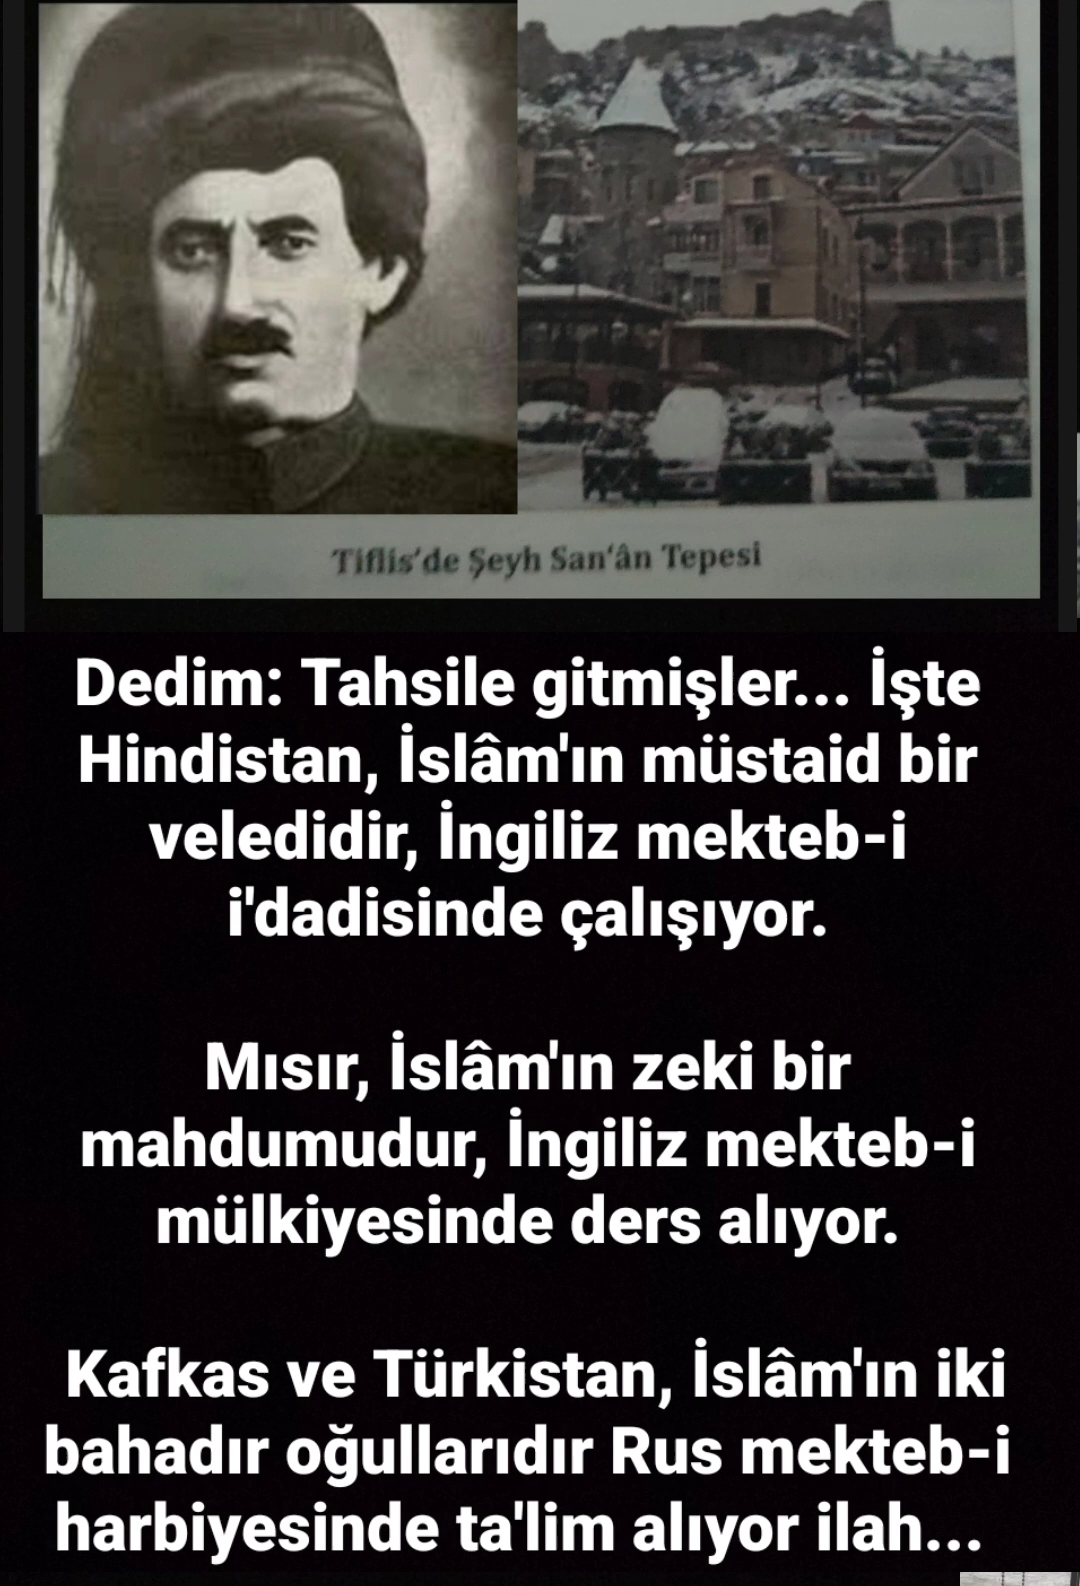 Tiflis'de Şeyh San'ân Tepesi
Dedim: Tahsile gitmişler... İşte
Hindistan, İslâm'ın müstaid bir
veledidir, İngiliz mekteb-i
i'dadisinde çalışıyor.
Mısır, İslâm'ın zeki bir
mahdumudur, İngiliz mekteb-i
mülkiyesinde ders alıyor.
Kafkas ve Türkistan, İslâm'ın iki
bahadır oğullarıdır Rus mekteb-i
harbiyesinde ta'lim alıyor ilah...